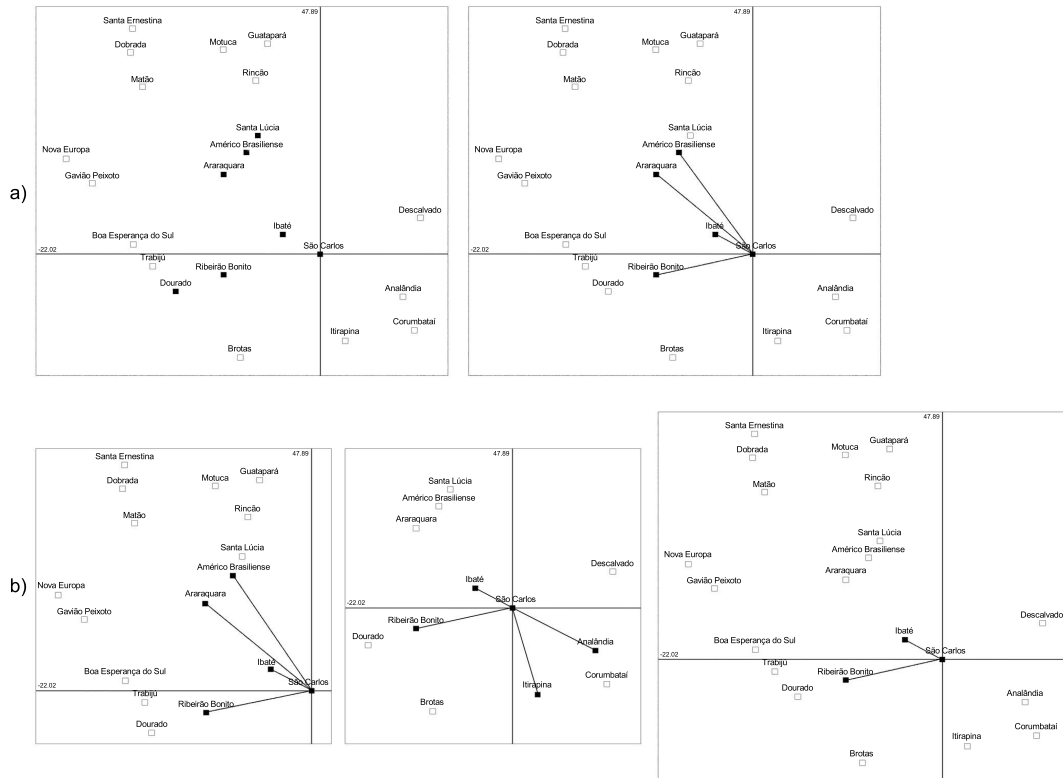 a)
47.89
Santa Ernestina
Guatapará
Dobrada
Motuca
Rincão
Matão
Santa Lúcia
Américo Brasiliense
Nova Europa
Araraquara
Gavião Peixoto
Descalvado
Ibaté
Boa Esperança do Sul
São Carlos
-22.02
Trabijú
Ribeirão Bonito
Dourado
Analândia
Corumbataí
Itirapina
Brotas
47.89
Santa Ernestina
Guatapará
Dobrada
Motuca
Rincão
Matão
Santa Lúcia
Américo Brasiliense
Nova Europa
Araraquara
Gavião Peixoto
Descalvado
Ibaté
Boa Esperança do Sul
São Carlos
-22.02
Trabijú
Ribeirão Bonito
Dourado
Analândia
Corumbataí
Itirapina
Brotas
b)
47.89
Santa Ernestina
Guatapará
Dobrada
Motuca
Rincão
Matão
Santa Lúcia
Américo Brasiliense
Nova Europa
Araraquara
Gavião Peixoto
Ibaté
Boa Esperança do Sul
São Carlos
-22.02
Trabijú
Ribeirão Bonito
Dourado
47.89
Santa Lúcia
Américo Brasiliense
Araraquara
Descalvado
Ibaté
São Carlos
-22.02
Ribeirão Bonito
Dourado
Analândia
Corumbataí
Itirapina
Brotas
47.89
Santa Ernestina
Guatapará
Dobrada
Motuca
Rincão
Matão
Santa Lúcia
Américo Brasiliense
Nova Europa
Araraquara
Gavião Peixoto
Descalvado
Ibaté
Boa Esperança do Sul
São Carlos
-22.02
Trabijú
Ribeirão Bonito
Dourado
Analândia
Corumbataí
Itirapina
Brotas